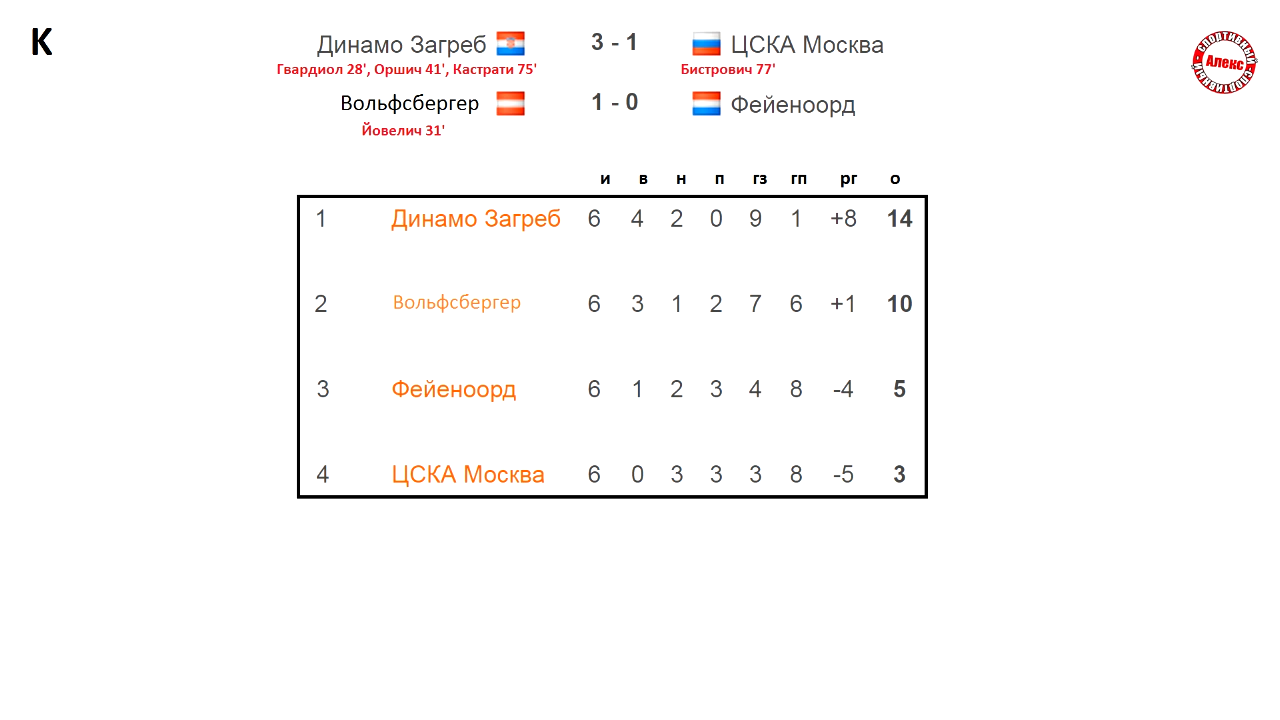 К
Динамо Загреб 3 - 1 ЦСКА Москва
Гвардиол 28', Оршич 41', Кастрати 75' Бистрович 77'
Вольфсбергер 1 - 0 Фейеноорд
Йовелич 31'
СПОРТИВНЫЙ Алекс СПОРТИВНЫЙ
и в н п гз гп рг о
1 Динамо Загреб 6 4 2 0 9 1 +8 14
2 Вольфсбергер 6 3 1 2 7 6 +1 10
3 Фейеноорд 6 1 2 3 4 8 -4 5
4 ЦСКА Москва 6 0 3 3 3 8 -5 3